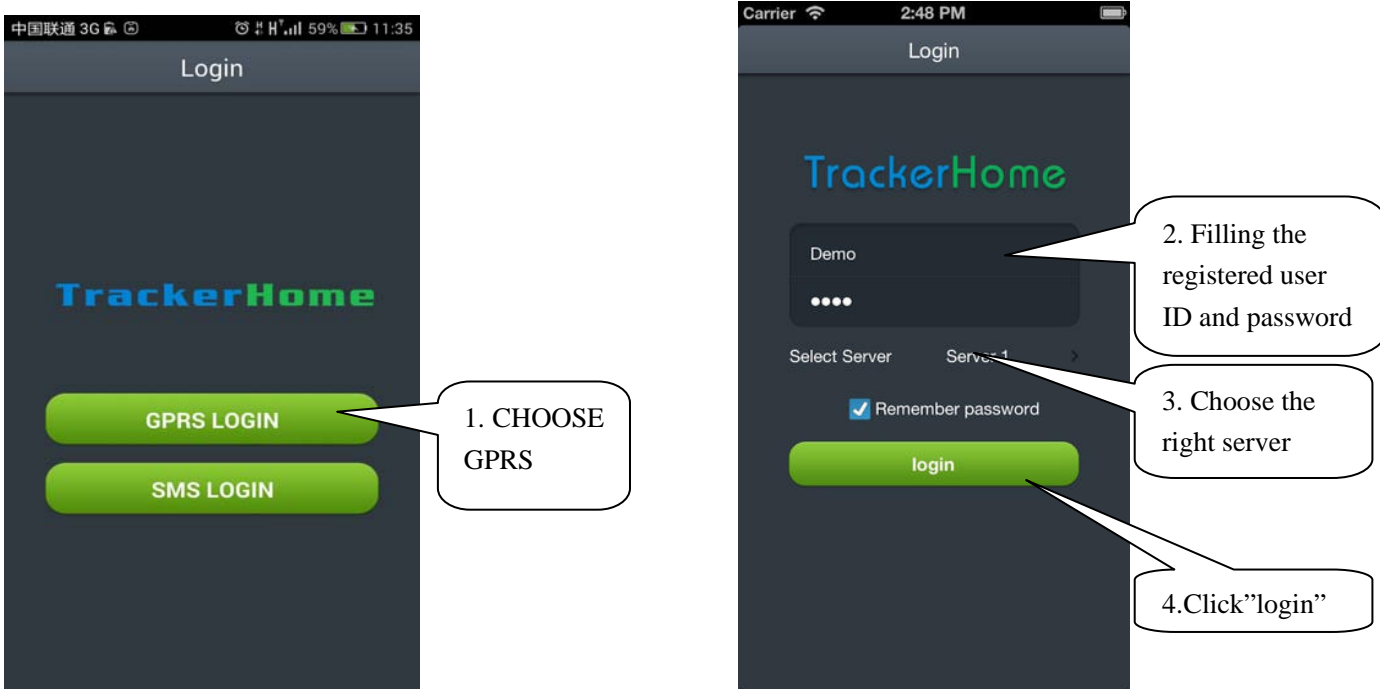 中国联通 3G 59% 11:35
Login
TrackerHome
GPRS LOGIN
SMS LOGIN
1. CHOOSE
GPRS
Carrier 2:48 PM
Login
TrackerHome
Demo
••••
Select Server Server 1 >
Remember password
login
2. Filling the
registered user
ID and password
3. Choose the
right server
4.Click”login”